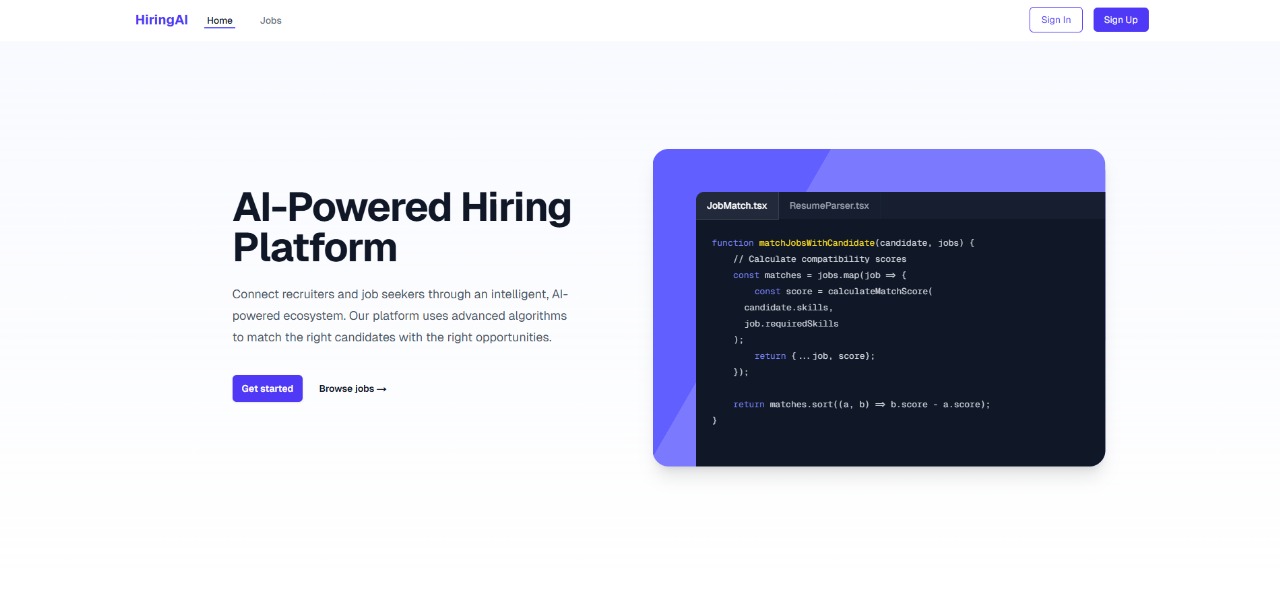 HiringAI Home Jobs Sign In Sign Up
AI-Powered Hiring
Platform
Connect recruiters and job seekers through an intelligent, AI-
powered ecosystem. Our platform uses advanced algorithms
to match the right candidates with the right opportunities.
Get started Browse jobs →
JobMatch.tsx ResumeParser.tsx
function matchJobsWithCandidate(candidate, jobs) {
// Calculate compatibility scores
const matches = jobs.map(job => {
const score = calculateMatchScore(
candidate.skills,
job.requiredSkills
);
return {...job, score};
});
return matches.sort((a, b) => b.score - a.score);
}